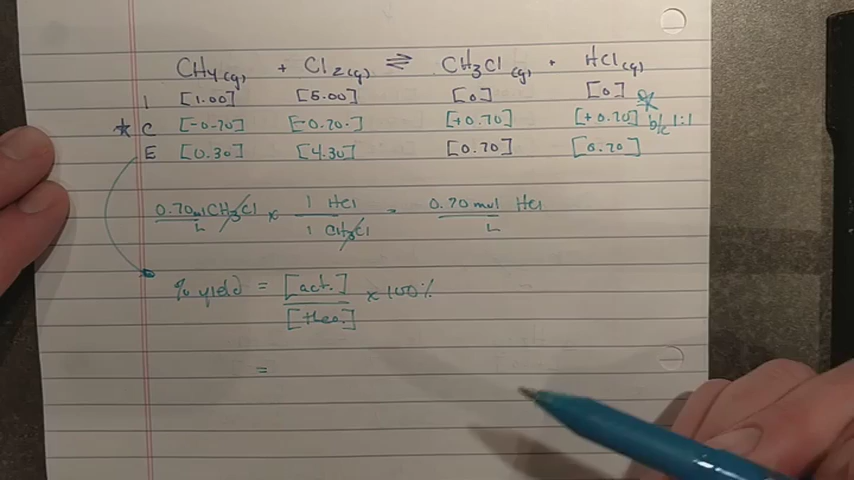 CH4(g) + Cl2(g) ⇌ CH3Cl(g) + HCl(g)
I [1.00] [5.00] [0] [0]
* C [-0.70] [-0.70] [+0.70] [+0.70] b/c 1:1
E [0.30] [4.30] [0.70] [0.70]
0.70 mol CH3Cl / L × 1 HCl / 1 CH3Cl = 0.70 mol HCl / L
% yield = [act.] / [theo.] × 100%
=